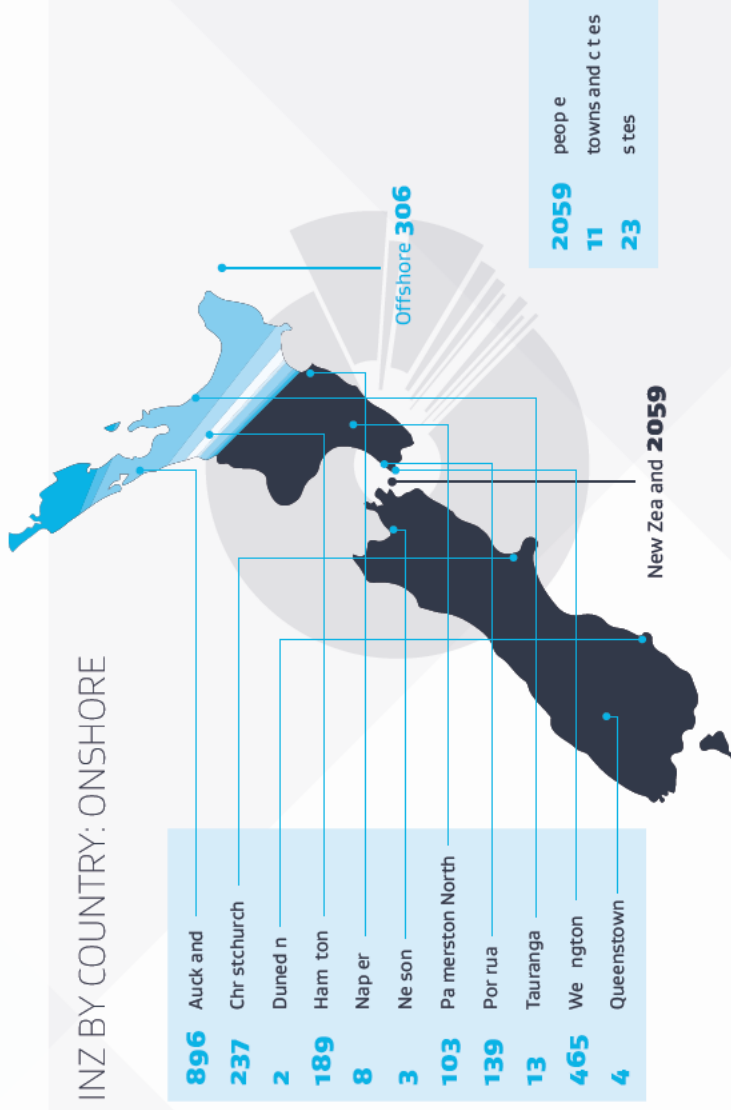 INZ BY COUNTRY: ONSHORE
896 Auck and
237 Chr stchurch
2 Duned n
189 Ham ton
8 Nap er
3 Ne son
103 Pa merston North
139 Por rua
13 Tauranga
465 We ngton
4 Queenstown
Offshore 306
New Zea and 2059
2059 peop e
11 towns and c t es
23 s tes